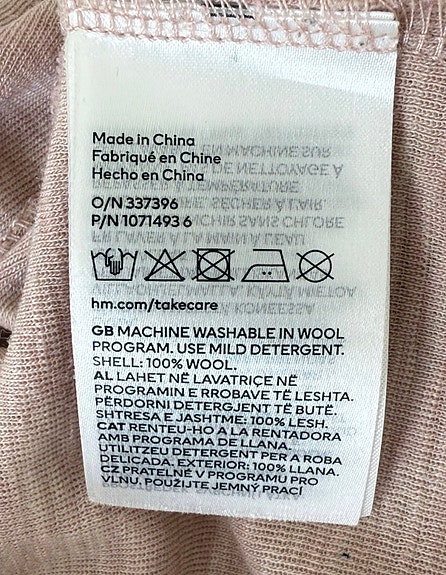 Made in China
Fabriqué en Chine
Hecho en China
O/N 337396
P/N 1071493 6
hm.com/takecare
GB MACHINE WASHABLE IN WOOL
PROGRAM. USE MILD DETERGENT.
SHELL: 100% WOOL.
AL LAHET NË LAVATRIÇE NË
PROGRAMIN E RROBAVE TË LESHTA.
PËRDORNI DETERGJENT TË BUTË.
SHTRESA E JASHTME: 100% LESH.
CAT RENTEU-HO A LA RENTADORA
AMB PROGRAMA DE LLANA.
UTILITZEU DETERGENT PER A ROBA
DELICADA. EXTERIOR: 100% LLANA.
CZ PRATELNÉ V PROGRAMU PRO
VLNU. POUŽIJTE JEMNÝ PRACÍ